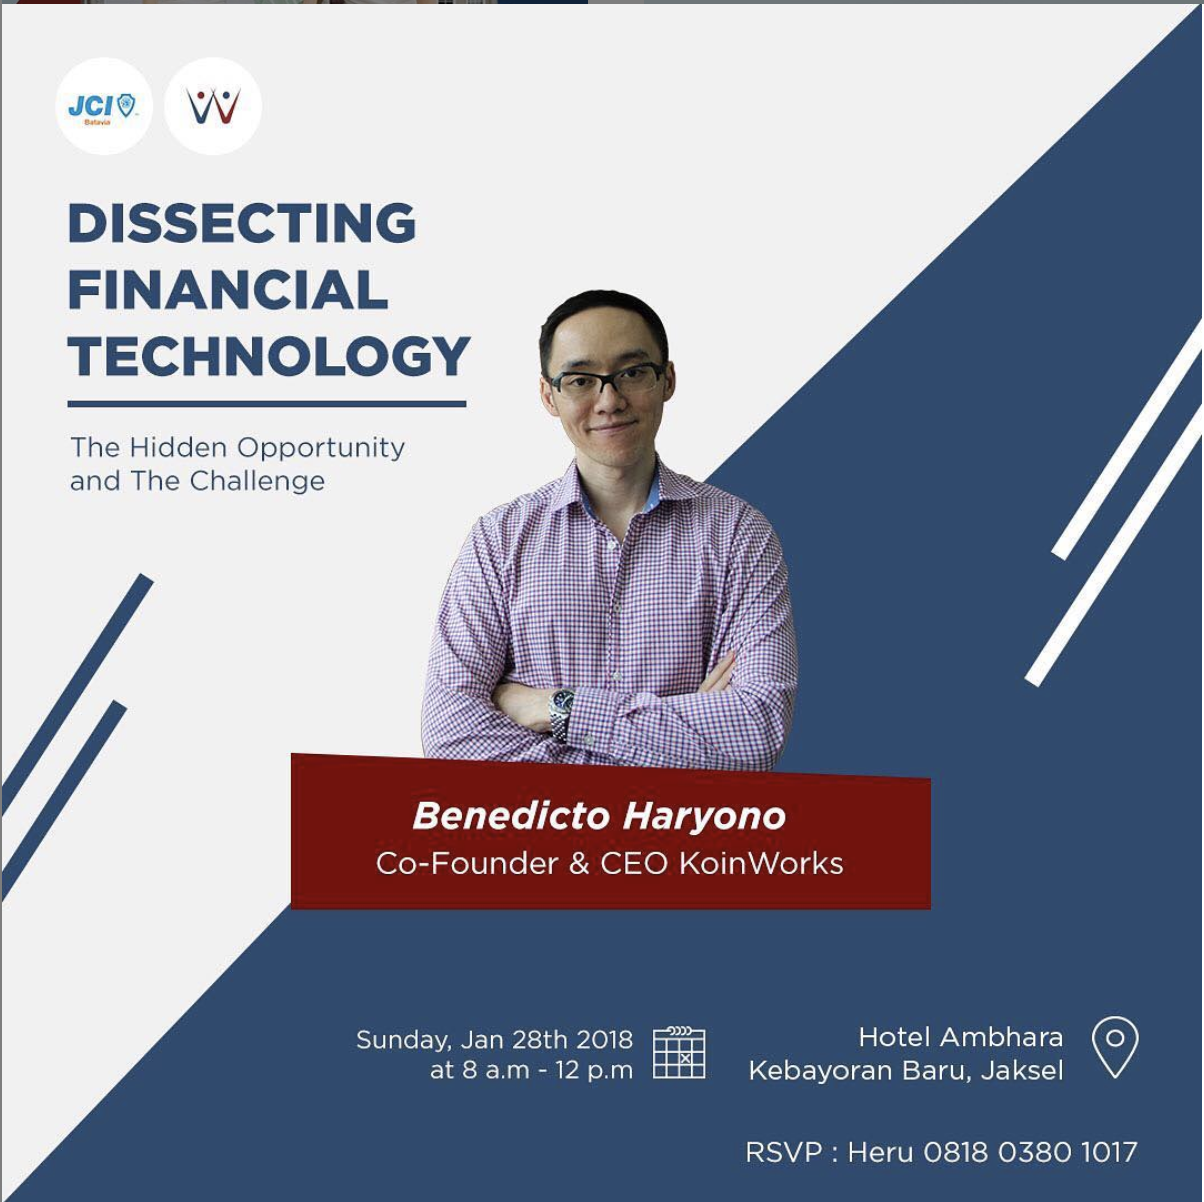 JCI
Batavia
DISSECTING
FINANCIAL
TECHNOLOGY
The Hidden Opportunity
and The Challenge
Benedicto Haryono
Co-Founder & CEO KoinWorks
Sunday, Jan 28th 2018
at 8 a.m - 12 p.m
Hotel Ambhara
Kebayoran Baru, Jaksel
RSVP : Heru 0818 0380 1017